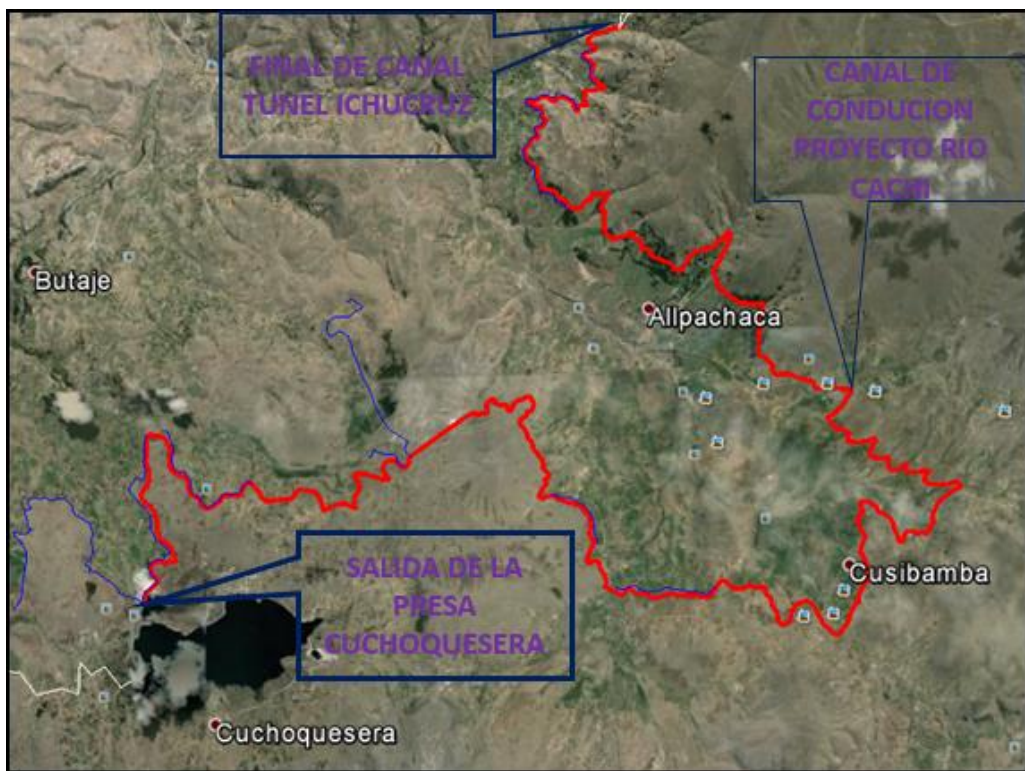 FINAL DE CANAL
TUNEL ICHUCRUZ
CANAL DE
CONDUCION
PROYECTO RIO
CACHI
Butaje
Allpachaca
Cusibamba
SALIDA DE LA
PRESA
CUCHOQUESERA
Cuchoquesera